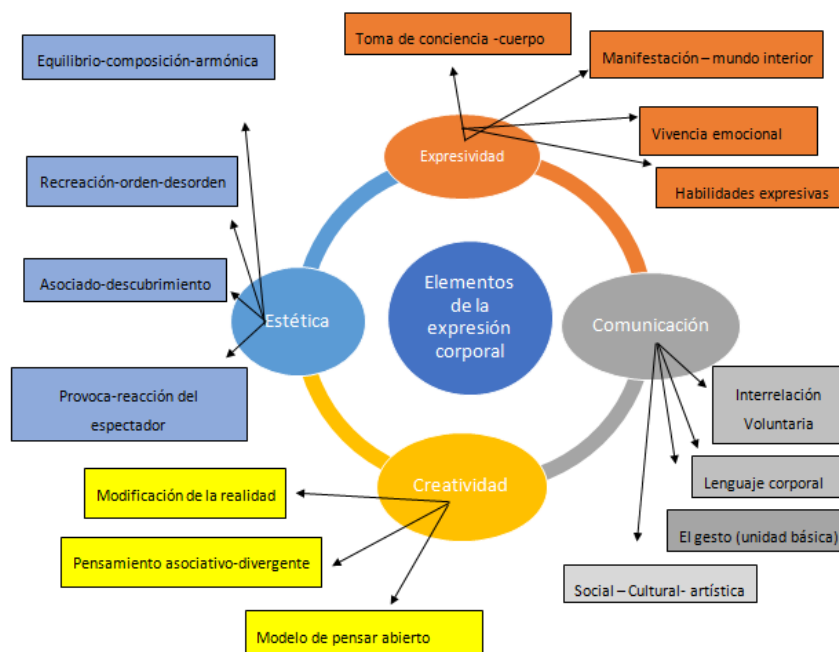 Toma de conciencia -cuerpo
Equilibrio-composición-armónica
Manifestación – mundo interior
Vivencia emocional
Expresividad
Recreación-orden-desorden
Habilidades expresivas
Asociado-descubrimiento
Elementos
de la
expresión
corporal
Estética
Comunicación
Provoca-reacción del
espectador
Interrelación
Voluntaria
Creatividad
Modificación de la realidad
Lenguaje corporal
El gesto (unidad básica)
Pensamiento asociativo-divergente
Social – Cultural- artística
Modelo de pensar abierto